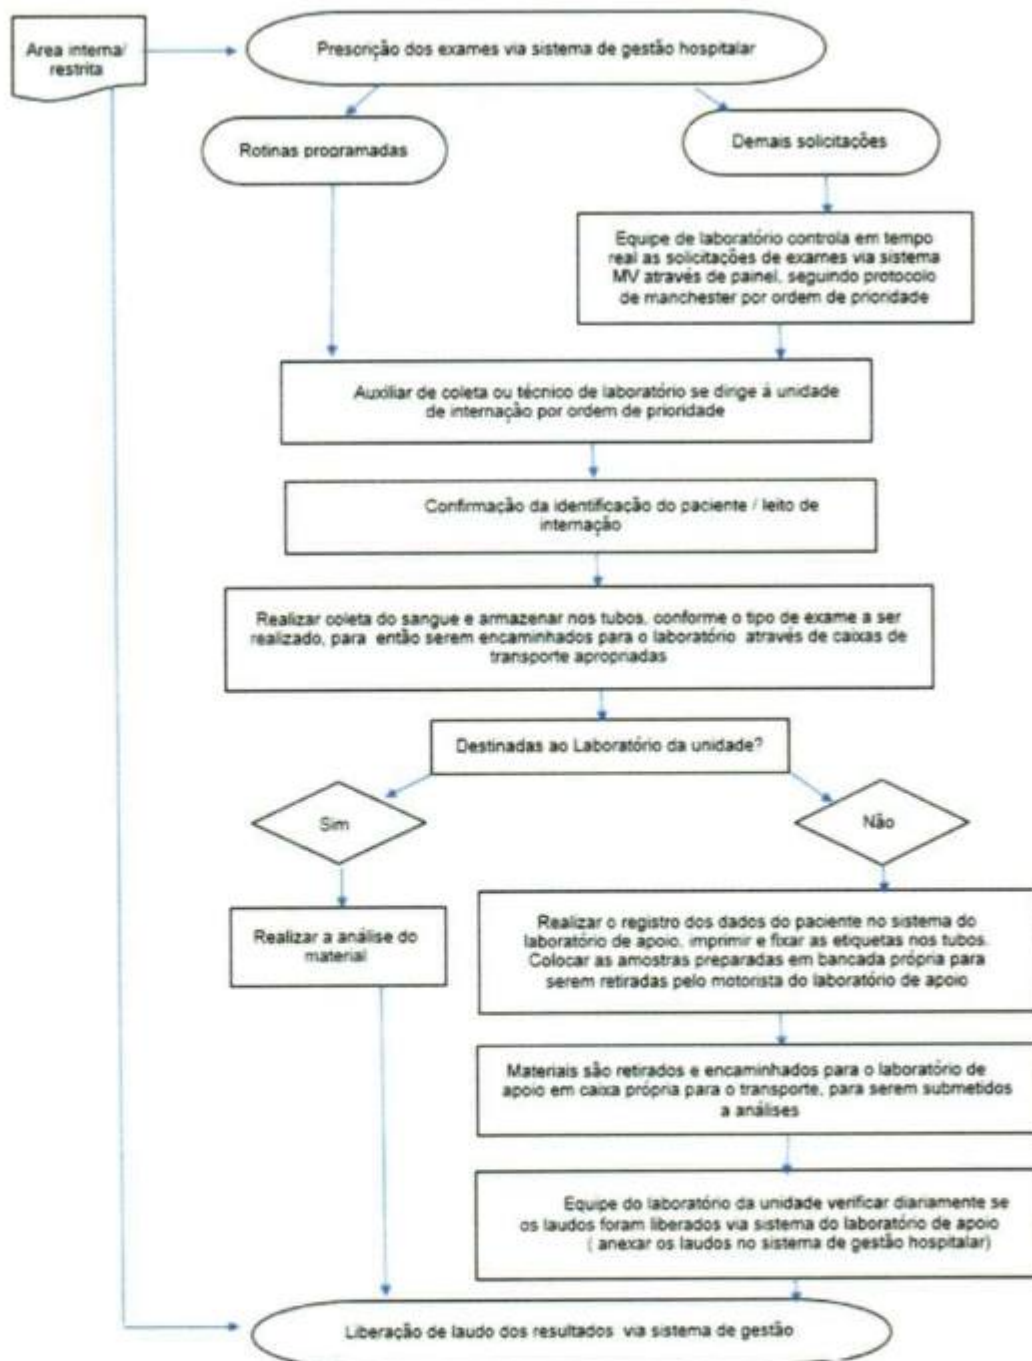 Area interna/
restrita
Prescrição dos exames via sistema de gestão hospitalar
Rotinas programadas
Demais solicitações
Equipe de laboratório controla em tempo
real as solicitações de exames via sistema
MV através de painel, seguindo protocolo
de manchester por ordem de prioridade
Auxiliar de coleta ou técnico de laboratório se dirige á unidade
de internação por ordem de prioridade
Confirmação da identificação do paciente / leito de
internação
Realizar coleta do sangue e armazenar nos tubos, conforme o tipo de exame a ser
realizado, para então serem encaminhados para o laboratório através de caixas de
transporte apropriadas
Destinadas ao Laboratório da unidade?
Sim
Não
Realizar a análise do
material
Realizar o registro dos dados do paciente no sistema do
laboratório de apoio, imprimir e fixar as etiquetas nos tubos.
Colocar as amostras preparadas em bancada própria para
serem retiradas pelo motorista do laboratório de apoio
Materiais são retirados e encaminhados para o laboratório de
apoio em caixa própria para o transporte, para serem submetidos
a análises
Equipe do laboratório da unidade verificar diariamente se
os laudos foram liberados via sistema do laboratório de apoio
( anexar os laudos no sistema de gestão hospitalar)
Liberação de laudo dos resultados via sistema de gestão